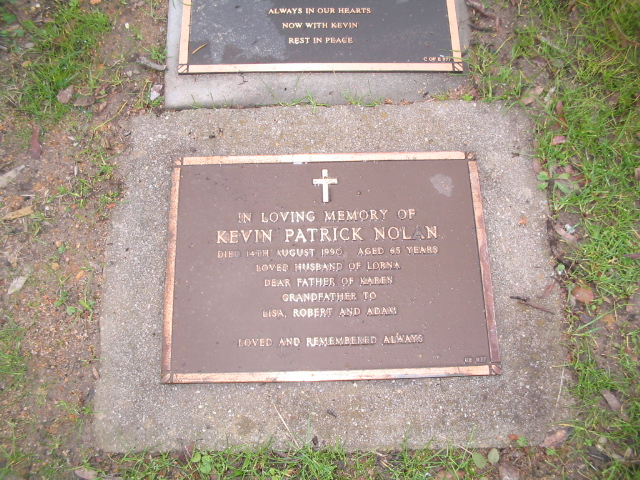 ALWAYS IN OUR HEARTS
NOW WITH KEVIN
REST IN PEACE
C OF E
IN LOVING MEMORY OF
KEVIN PATRICK NOLAN
DIED 14TH AUGUST 1990 AGED 65 YEARS
LOVED HUSBAND OF LORNA
DEAR FATHER OF KAREN
GRANDFATHER TO
LISA, ROBERT AND ADAM
LOVED AND REMEMBERED ALWAYS